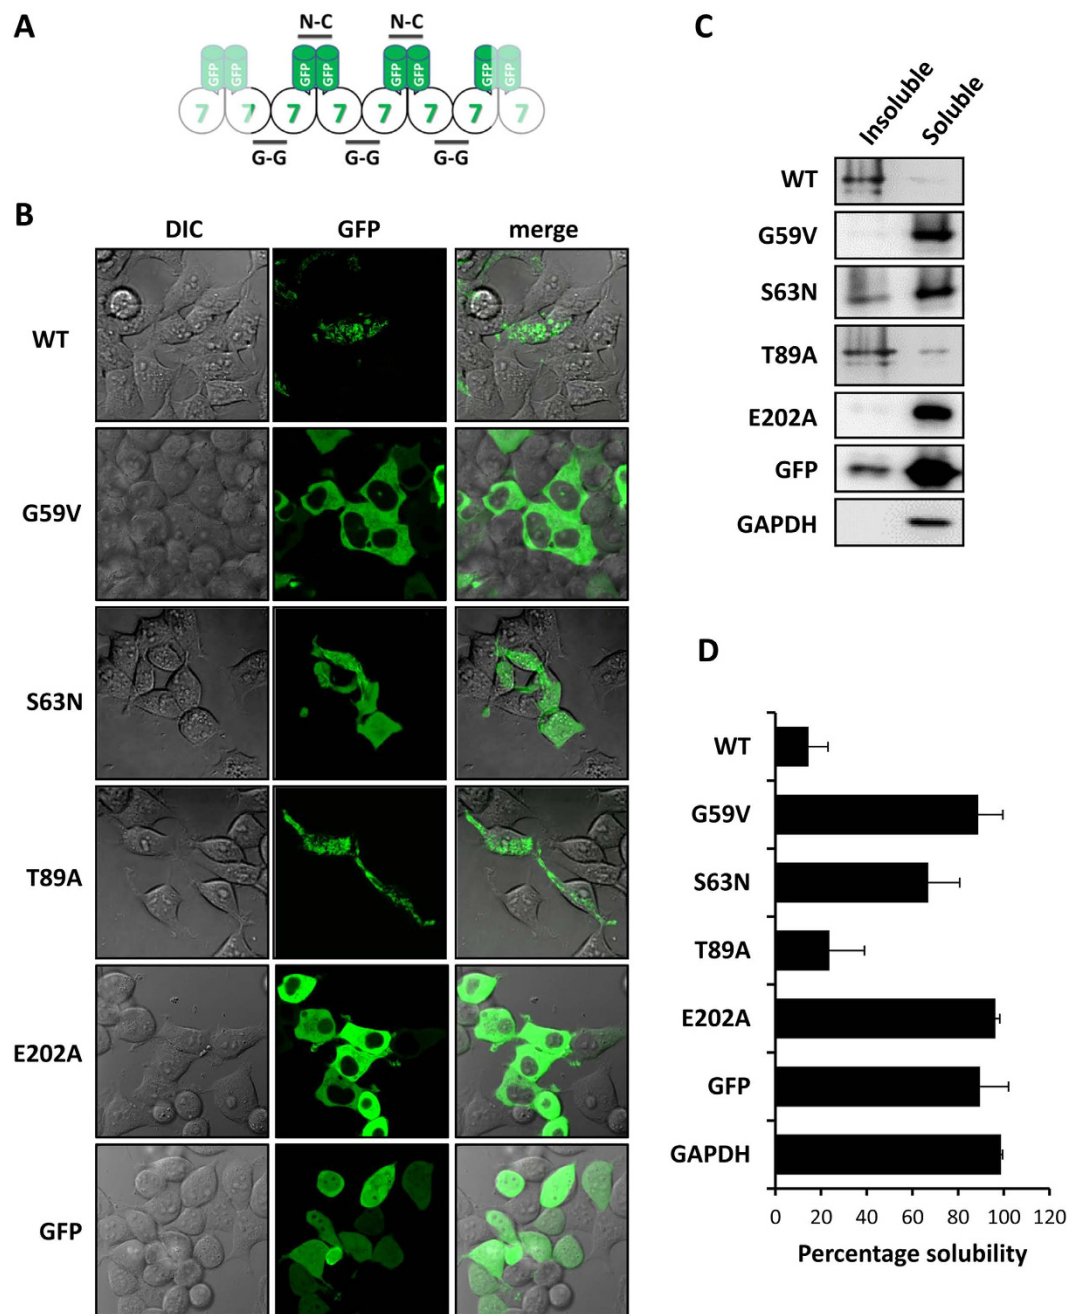 A
N-C N-C
GFP GFP GFP GFP GFP GFP GFP GFP
7 7 7 7 7 7 7 7
G-G G-G G-G
B
DIC GFP merge
WT
G59V
S63N
T89A
E202A
GFP
C
Insoluble Soluble
WT
G59V
S63N
T89A
E202A
GFP
GAPDH
D
WT
G59V
S63N
T89A
E202A
GFP
GAPDH
0 20 40 60 80 100 120
Percentage solubility